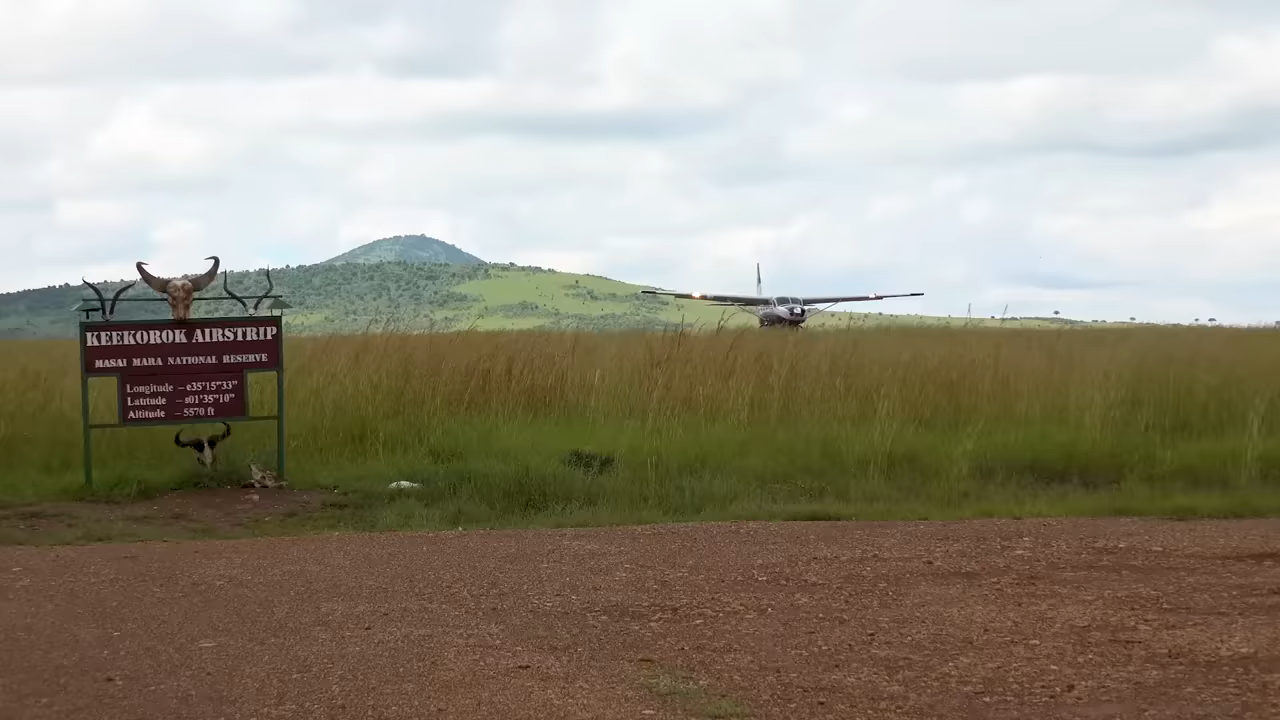 KEEKOROK AIRSTRIP
MASAI MARA NATIONAL RESERVE
Longitude – e35'15"33"
Latitude – s01'35"10"
Altitude – 5570 ft